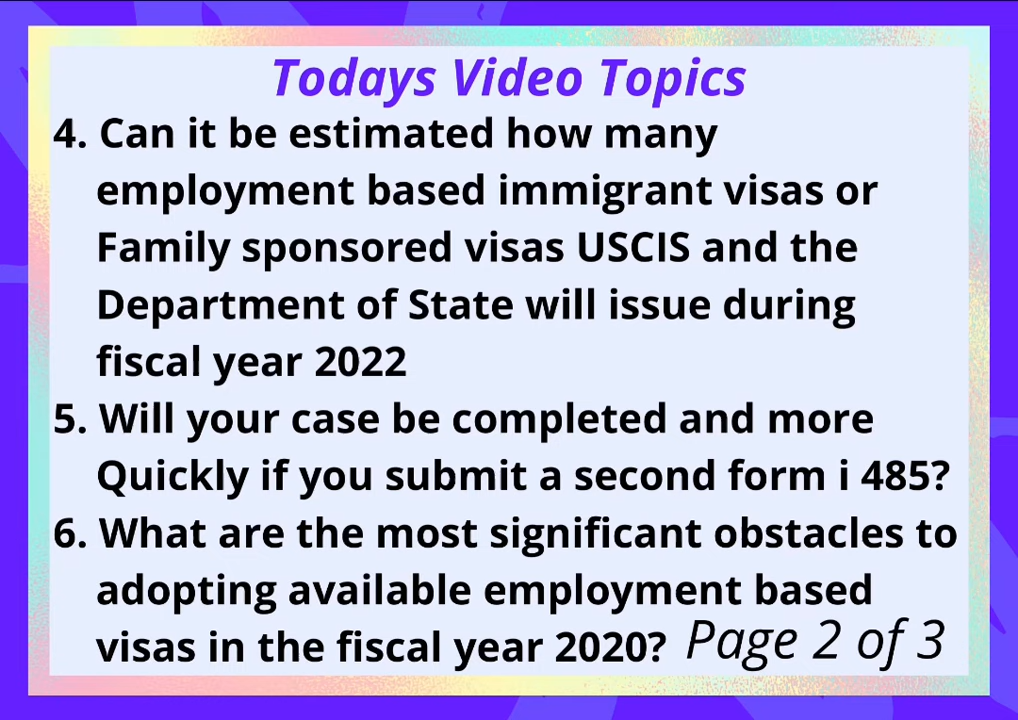 Todays Video Topics
4. Can it be estimated how many
employment based immigrant visas or
Family sponsored visas USCIS and the
Department of State will issue during
fiscal year 2022
5. Will your case be completed and more
Quickly if you submit a second form i 485?
6. What are the most significant obstacles to
adopting available employment based
visas in the fiscal year 2020? Page 2 of 3